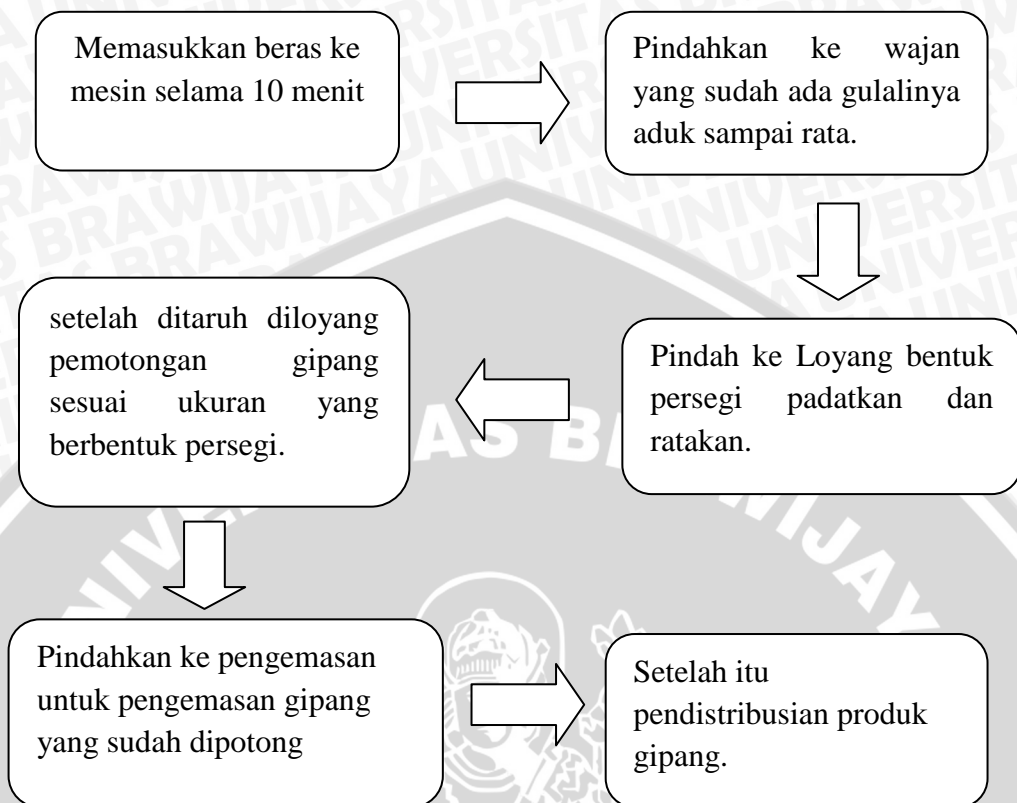 Memasukkan beras ke
mesin selama 10 menit
Pindahkan ke wajan
yang sudah ada gulalinya
aduk sampai rata.
Pindah ke Loyang bentuk
persegi padatkan dan
ratakan.
setelah ditaruh diloyang
pemotongan gipang
sesuai ukuran yang
berbentuk persegi.
Pindahkan ke pengemasan
untuk pengemasan gipang
yang sudah dipotong
Setelah itu
pendistribusian produk
gipang.